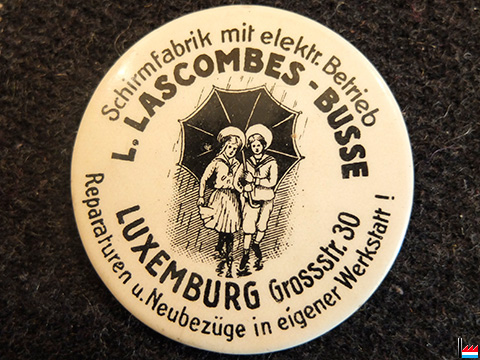 Schirmfabrik mit elektr. Betrieb
L. LASCOMBES - BUSSE
LUXEMBURG Grossstr. 30
Reparaturen u. Neubezüge in eigener Werkstatt !